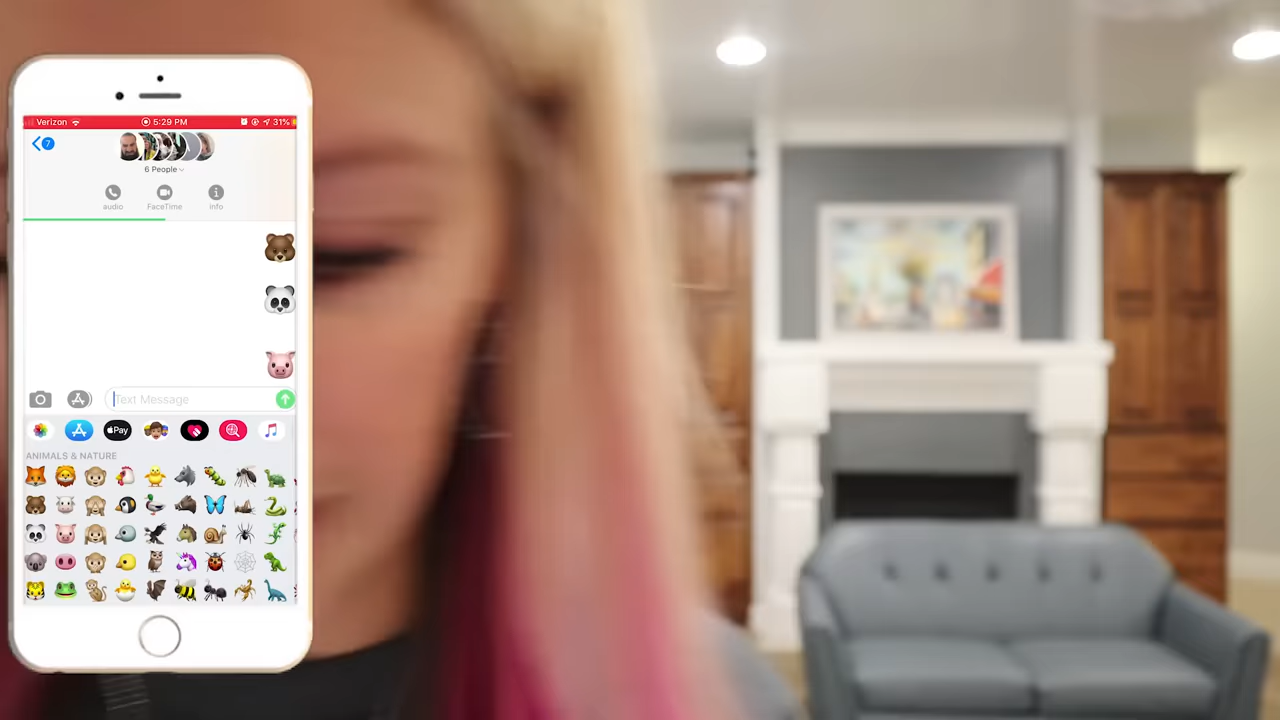 Verizon 5:29 PM 31%
7
6 People
audio FaceTime info
Text Message
Pay
ANIMALS & NATURE